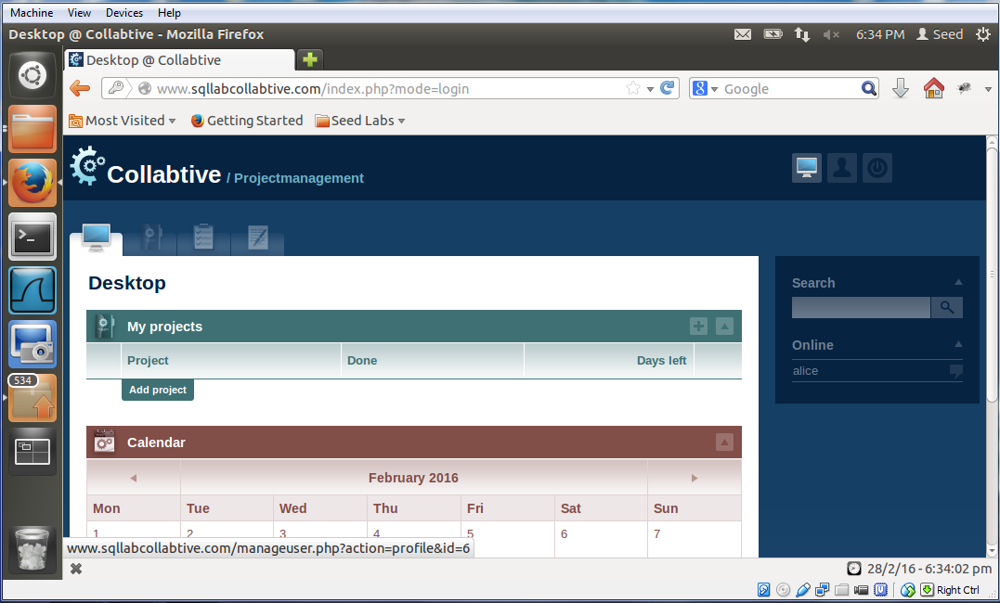 Machine View Devices Help
Desktop @ Collabtive - Mozilla Firefox 6:34 PM Seed
Desktop @ Collabtive
www.sqllabcollabtive.com/index.php?mode=login 8 Google
Most Visited Getting Started Seed Labs
Collabtive / Projectmanagement
Desktop
Search
My projects
Project Done Days left
Online
alice
534
Add project
Calendar
February 2016
Mon Tue Wed Thu Fri Sat Sun
1 2 3 4 5 6 7
www.sqllabcollabtive.com/manageuser.php?action=profile&id=6
28/2/16 - 6:34:02 pm
Right Ctrl